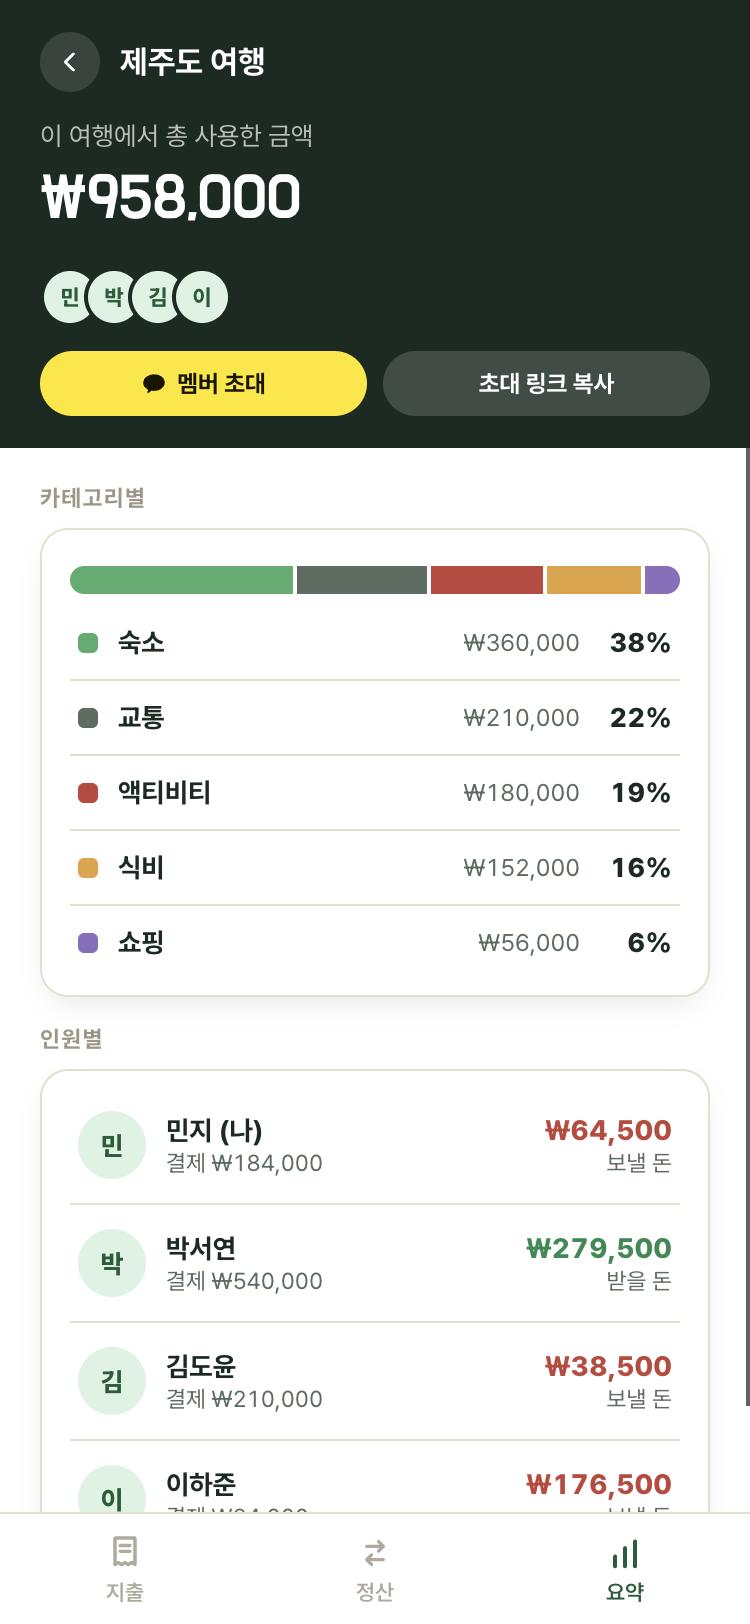 제주도 여행
이 여행에서 총 사용한 금액
₩958,000
민 박 김 이
멤버 초대
초대 링크 복사
카테고리별
숙소 ₩360,000 38%
교통 ₩210,000 22%
액티비티 ₩180,000 19%
식비 ₩152,000 16%
쇼핑 ₩56,000 6%
인원별
민 민지 (나) ₩64,500
결제 ₩184,000 보낼 돈
박 박서연 ₩279,500
결제 ₩540,000 받을 돈
김 김도윤 ₩38,500
결제 ₩210,000 보낼 돈
이 이하준 ₩176,500
지출 정산 요약